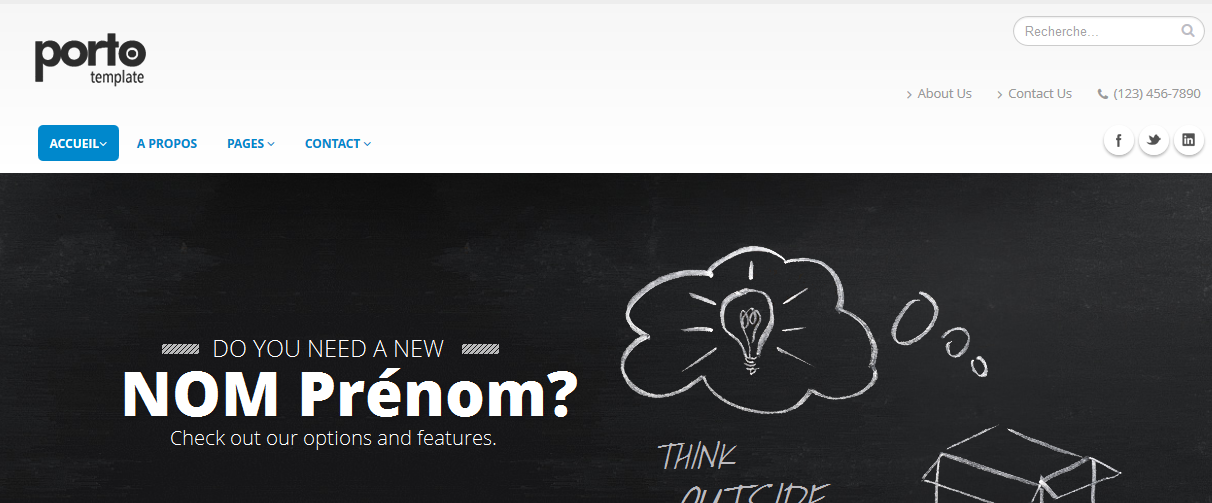 porto
template
Recherche...
About Us
Contact Us
(123) 456-7890
ACCUEIL
A PROPOS
PAGES
CONTACT
DO YOU NEED A NEW
NOM Prénom?
Check out our options and features.
THINK
OUTSIDE